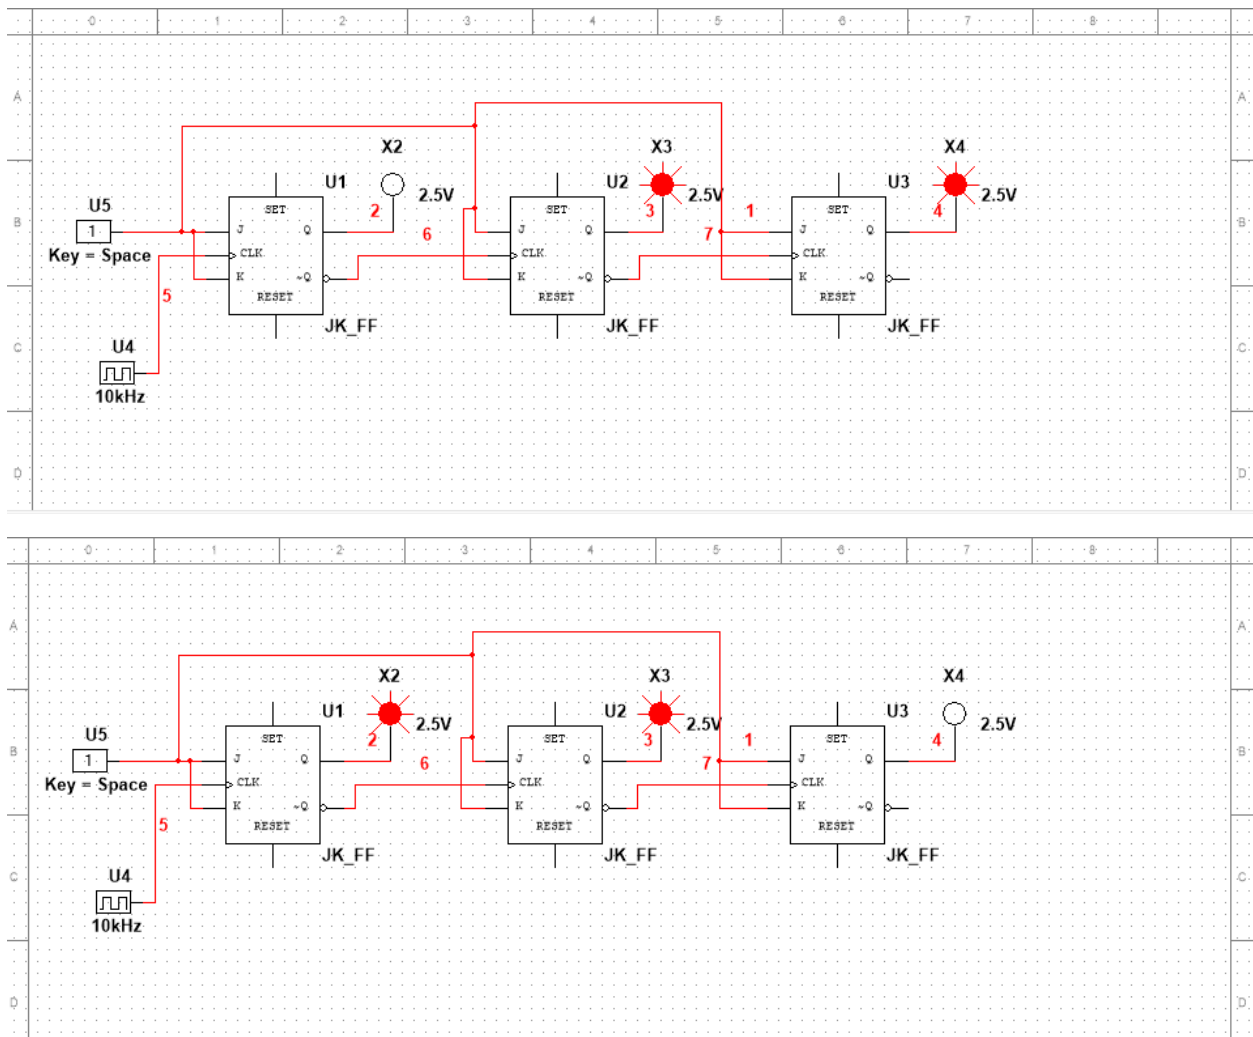 0 1 2 3 4 5 6 7 8
A A
X2 X3 X4
U1 2.5V U2 2.5V U3 2.5V
SET SET SET
U5 2 3 1 4
B B
1 J Q 6 J Q 7 J Q
Key = Space CLK CLK CLK
K ~Q K ~Q K ~Q
5 RESET RESET RESET
JK_FF JK_FF JK_FF
C C
U4
10kHz
D D
0 1 2 3 4 5 6 7 8
A A
X2 X3 X4
U1 2.5V U2 2.5V U3 2.5V
SET SET SET
U5 2 3 1 4
B B
1 J Q 6 J Q 7 J Q
Key = Space CLK CLK CLK
K ~Q K ~Q K ~Q
5 RESET RESET RESET
JK_FF JK_FF JK_FF
C C
U4
10kHz
D D